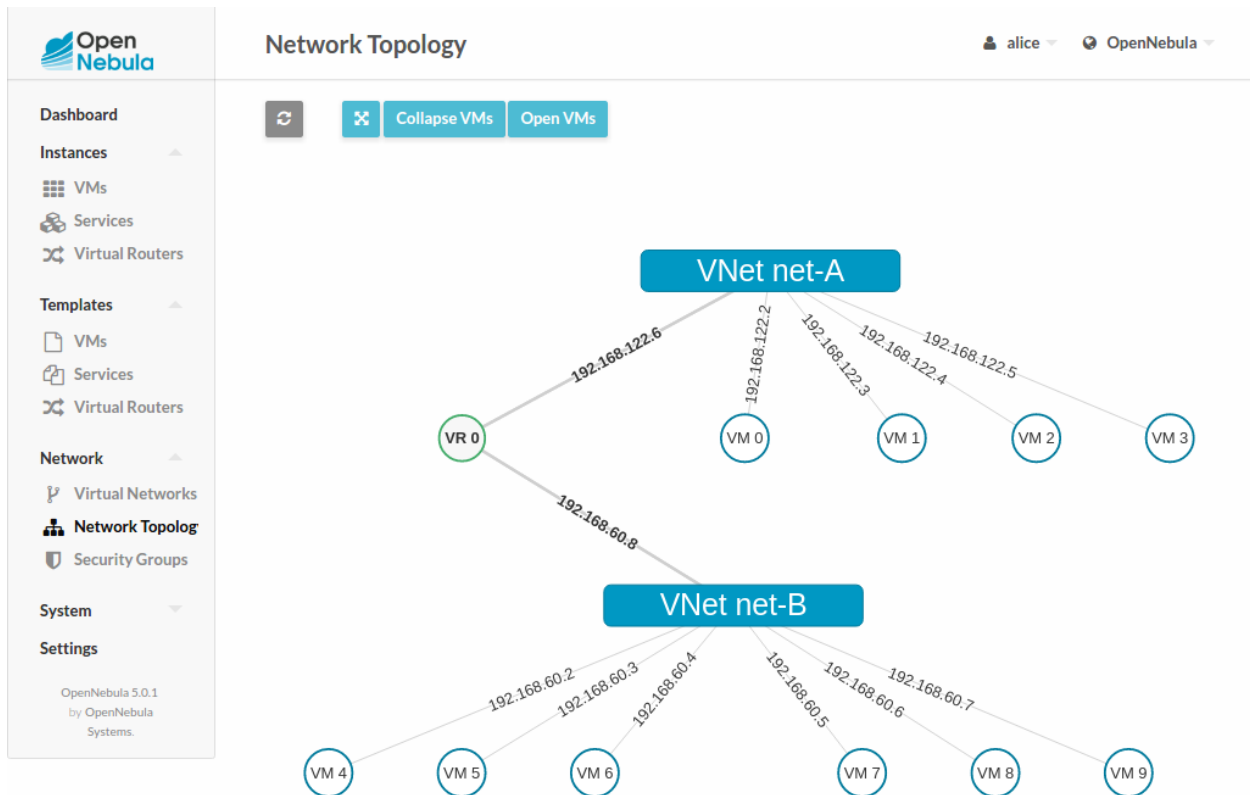 Open
Nebula
Network Topology
alice
OpenNebula
Dashboard
Instances
VMs
Services
Virtual Routers
Templates
VMs
Services
Virtual Routers
Network
Virtual Networks
Network Topolog
Security Groups
System
Settings
OpenNebula 5.0.1
by OpenNebula
Systems.
Collapse VMs
Open VMs
VNet net-A
192.168.122.6
192.168.122.2
192.168.122.3
192.168.122.4
192.168.122.5
VR 0
VM 0
VM 1
VM 2
VM 3
192.168.60.8
VNet net-B
192.168.60.2
192.168.60.3
192.168.60.4
192.168.60.5
192.168.60.6
192.168.60.7
VM 4
VM 5
VM 6
VM 7
VM 8
VM 9